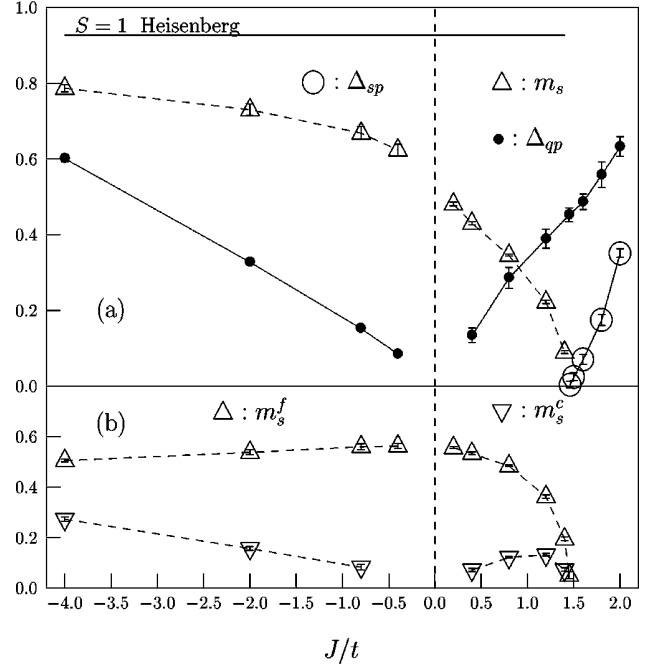 1.0
S = 1 Heisenberg
0.8
: Δsp
: ms
: Δqp
0.6
0.4
0.2
(a)
0.0
(b)
: m_s^f
: m_s^c
0.6
0.4
0.2
0.0
−4.0 −3.5 −3.0 −2.5 −2.0 −1.5 −1.0 −0.5 0.0 0.5 1.0 1.5 2.0
J/t